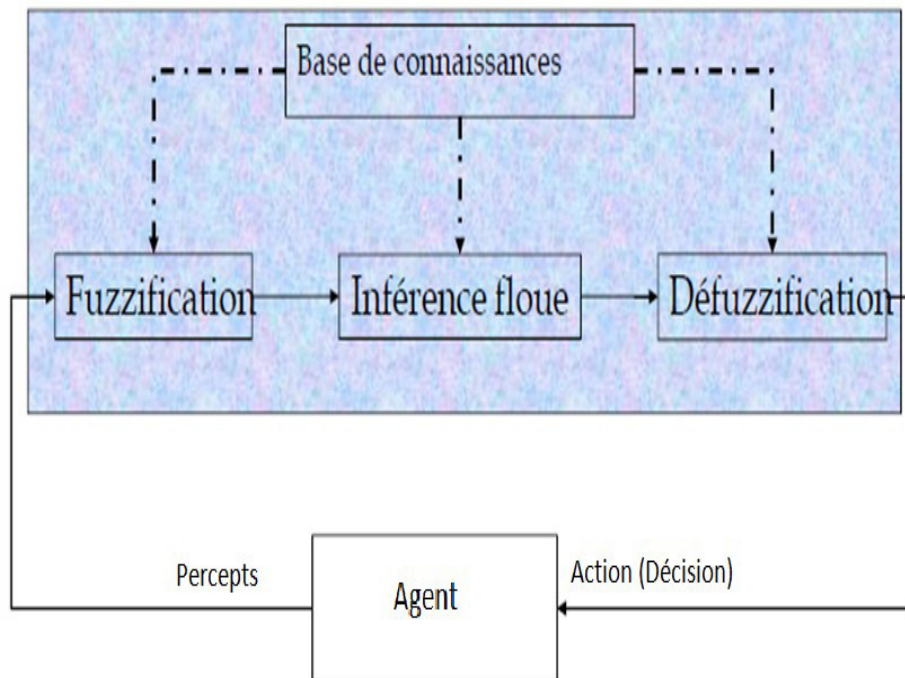 Base de connaissances
Fuzzification
Inférence floue
Défuzzification
Percepts
Agent
Action (Décision)